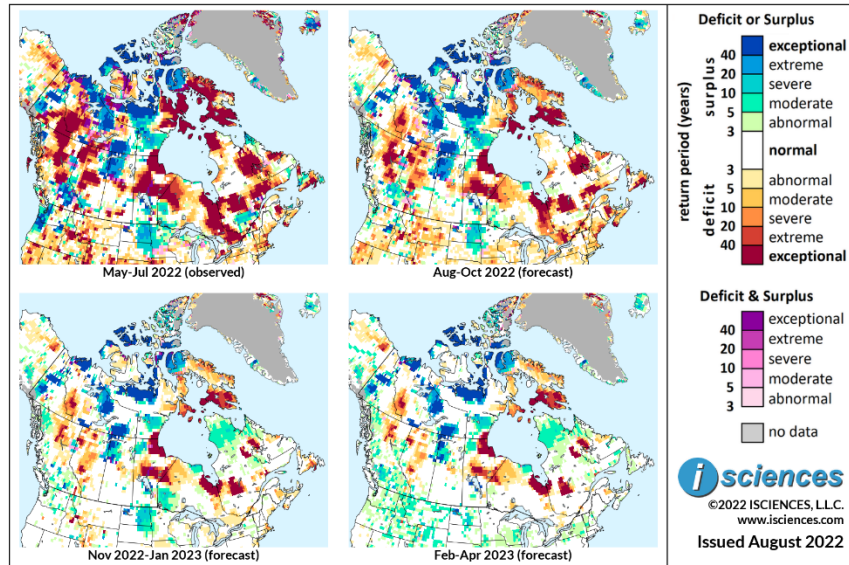 May-Jul 2022 (observed)
Aug-Oct 2022 (forecast)
Nov 2022-Jan 2023 (forecast)
Feb-Apr 2023 (forecast)
Deficit or Surplus
return period (years)
surplus
deficit
exceptional
40
extreme
20
severe
10
moderate
5
abnormal
3
normal
3
abnormal
5
moderate
10
severe
20
extreme
40
exceptional
Deficit & Surplus
exceptional
40
extreme
20
severe
10
moderate
5
abnormal
3
no data
i sciences
©2022 ISCIENCES, L.L.C.
www.isciences.com
Issued August 2022